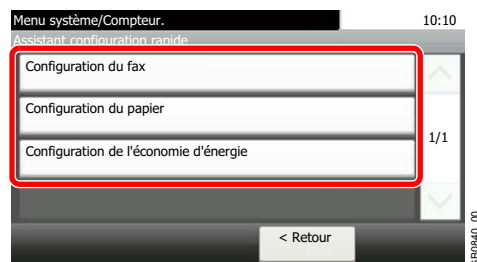 Menu système/Compteur.
10:10
Assistant configuration rapide
Configuration du fax
Configuration du papier
1/1
Configuration de l'économie d'énergie
< Retour